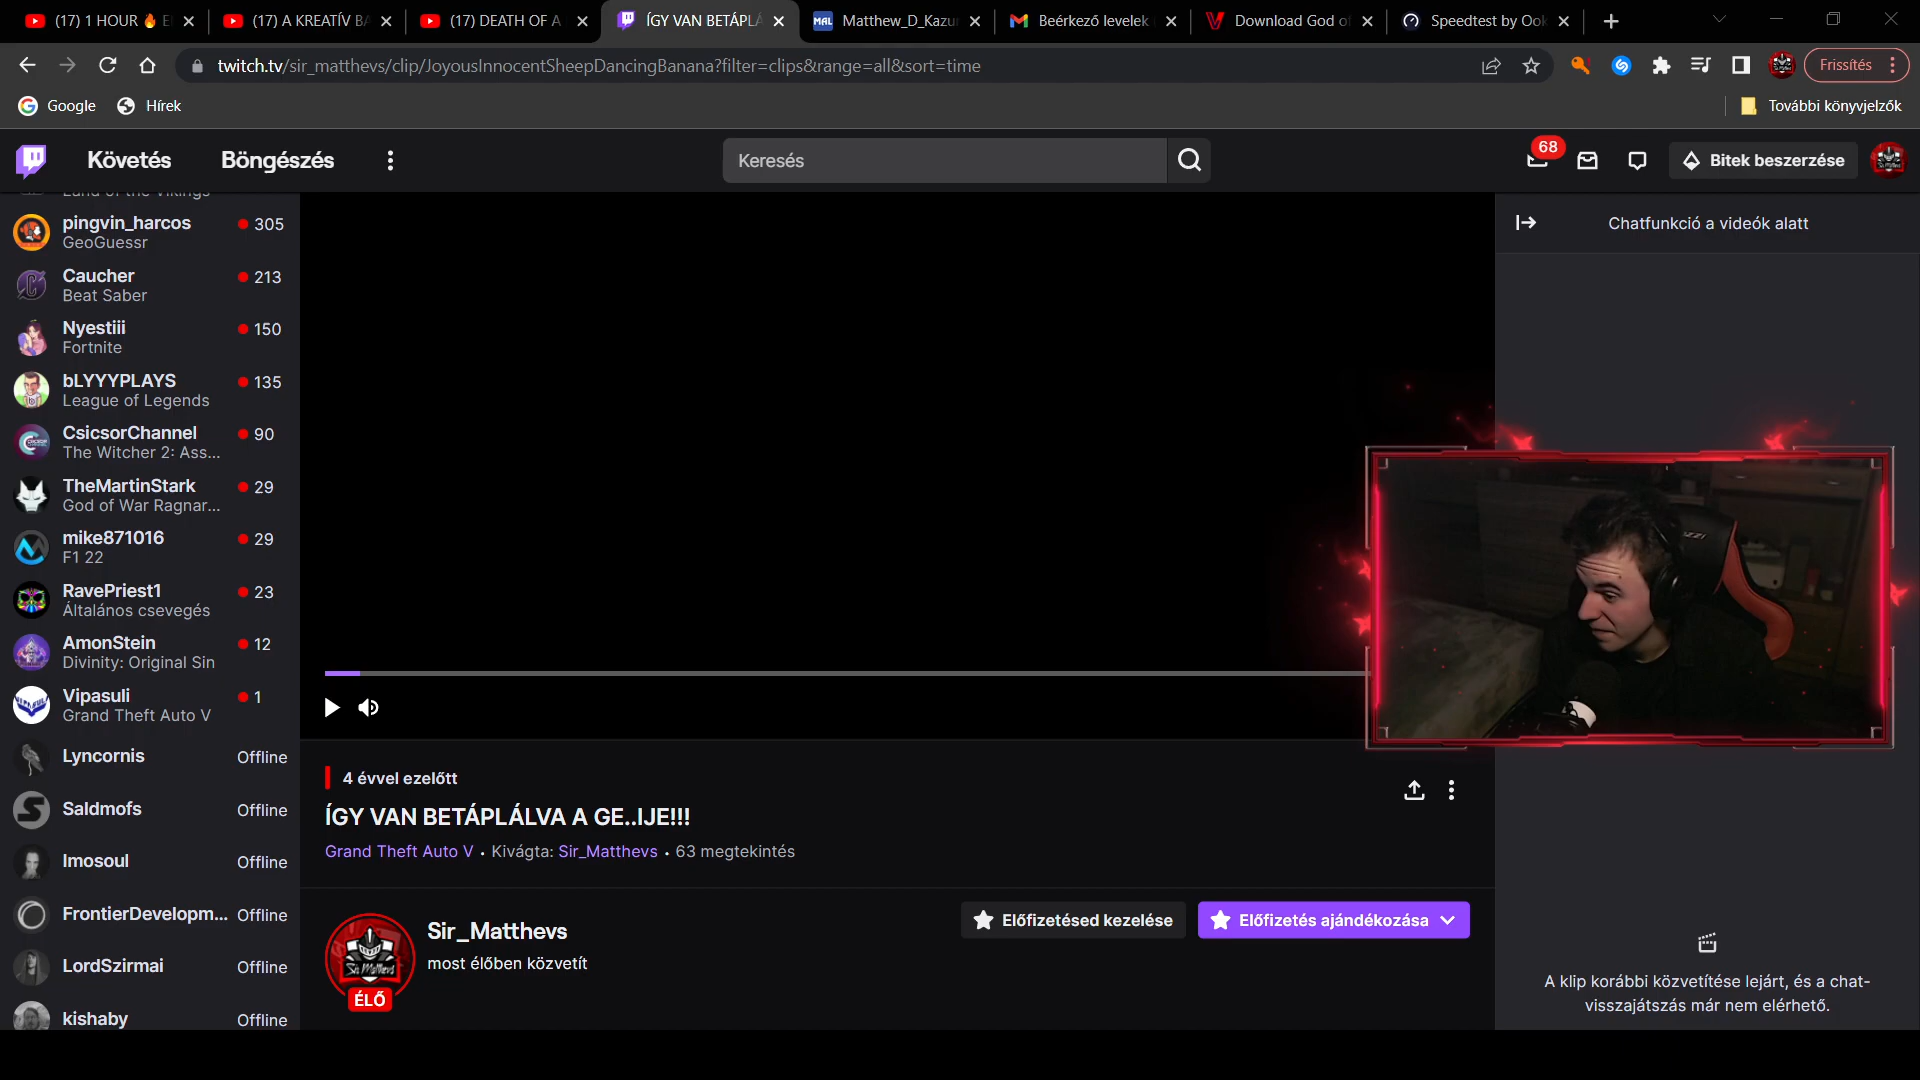 (17) 1 HOUR 🔥
(17) A KREATÍV
(17) DEATH OF A
ÍGY VAN BETÁPLÁ
MAL Matthew_D_Kazu
Beérkező levelek
Download God of
Speedtest by Ook
twitch.tv/sir_matthevs/clip/JoyousInnocentSheepDancingBanana?filter=clips&range=all&sort=time
Frissítés
Google
Hírek
További könyvjelzők
Követés
Böngészés
Keresés
68
Bitek beszerzése
Land of the Vikings
pingvin_harcos 305
GeoGuessr
Caucher 213
Beat Saber
Nyestiii 150
Fortnite
bLYYYPLAYS 135
League of Legends
CsicsorChannel 90
The Witcher 2: Ass...
TheMartinStark 29
God of War Ragnar...
mike871016 29
F1 22
RavePriest1 23
Általános csevegés
AmonStein 12
Divinity: Original Sin
Vipasuli 1
Grand Theft Auto V
Lyncornis Offline
Saldmofs Offline
Imosoul Offline
FrontierDevelopm... Offline
LordSzirmai Offline
kishaby Offline
4 évvel ezelőtt
ÍGY VAN BETÁPLÁLVA A GE..IJE!!!
Grand Theft Auto V • Kivágta: Sir_Matthevs • 63 megtekintés
Sir_Matthevs
most élőben közvetít
Sir Matthevs
ÉLŐ
Előfizetésed kezelése
Előfizetés ajándékozása
Chatfunkció a videók alatt
A klip korábbi közvetítése lejárt, és a chat-
visszajátszás már nem elérhető.